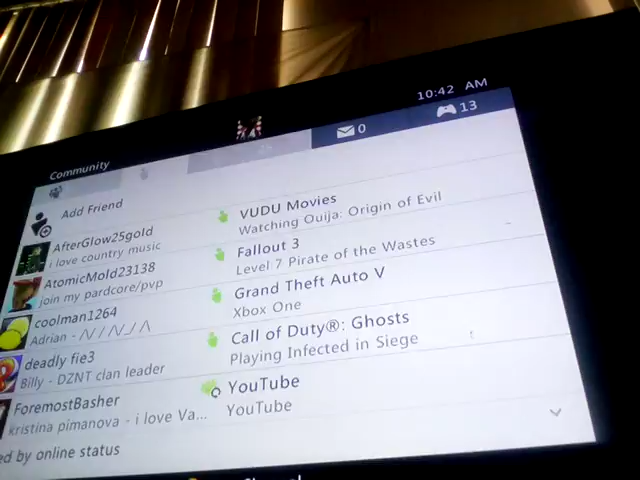 10:42 AM
Community
0
13
Add Friend
AfterGlow25gold
i love country music
VUDU Movies
Watching Ouija: Origin of Evil
AtomicMold23138
join my pardcore/pvp
Fallout 3
Level 7 Pirate of the Wastes
coolman1264
Adrian - /\/ / /\/_/ /\
Grand Theft Auto V
Xbox One
deadly fie3
Billy - DZNT clan leader
Call of Duty®: Ghosts
Playing Infected in Siege
ForemostBasher
kristina pimanova - i love Va...
YouTube
YouTube
ed by online status